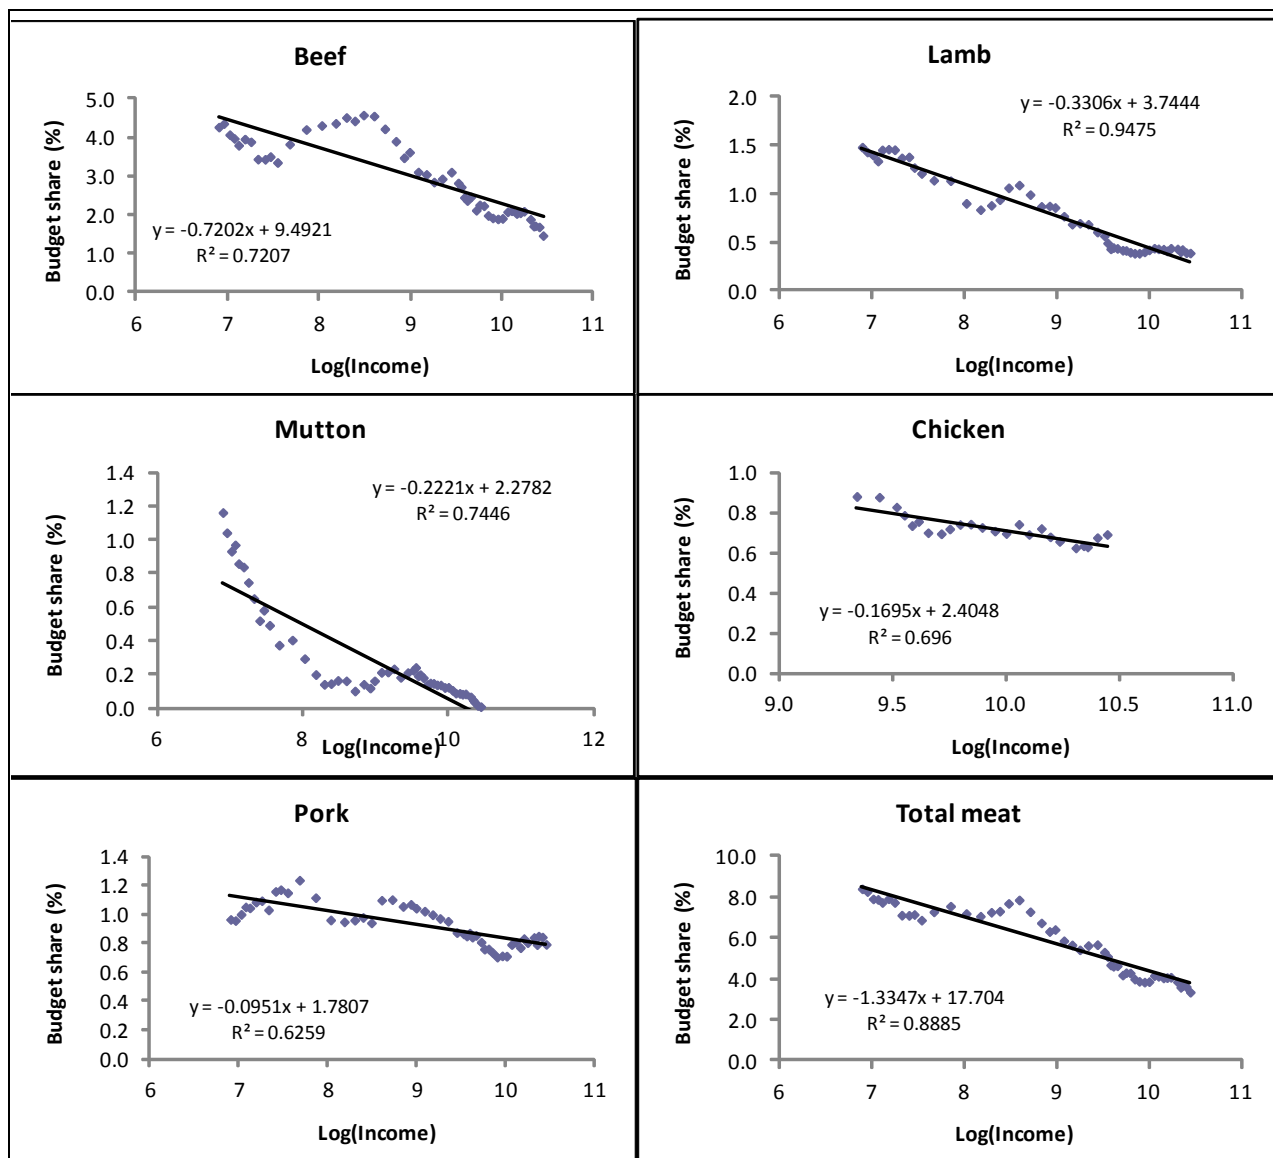 Beef
Budget share (%)
5.0
4.0
3.0
2.0
1.0
0.0
y = -0.7202x + 9.4921
R² = 0.7207
6 7 8 9 10 11
Log(Income)
Lamb
Budget share (%)
2.0
1.5
1.0
0.5
0.0
y = -0.3306x + 3.7444
R² = 0.9475
6 7 8 9 10 11
Log(Income)
Mutton
Budget share (%)
1.4
1.2
1.0
0.8
0.6
0.4
0.2
0.0
y = -0.2221x + 2.2782
R² = 0.7446
6 8 10 12
Log(Income)
Chicken
Budget share (%)
1.0
0.8
0.6
0.4
0.2
0.0
y = -0.1695x + 2.4048
R² = 0.696
9.0 9.5 10.0 10.5 11.0
Log(Income)
Pork
Budget share (%)
1.4
1.2
1.0
0.8
0.6
0.4
0.2
0.0
y = -0.0951x + 1.7807
R² = 0.6259
6 7 8 9 10 11
Log(Income)
Total meat
Budget share (%)
10.0
8.0
6.0
4.0
2.0
0.0
y = -1.3347x + 17.704
R² = 0.8885
6 7 8 9 10 11
Log(Income)